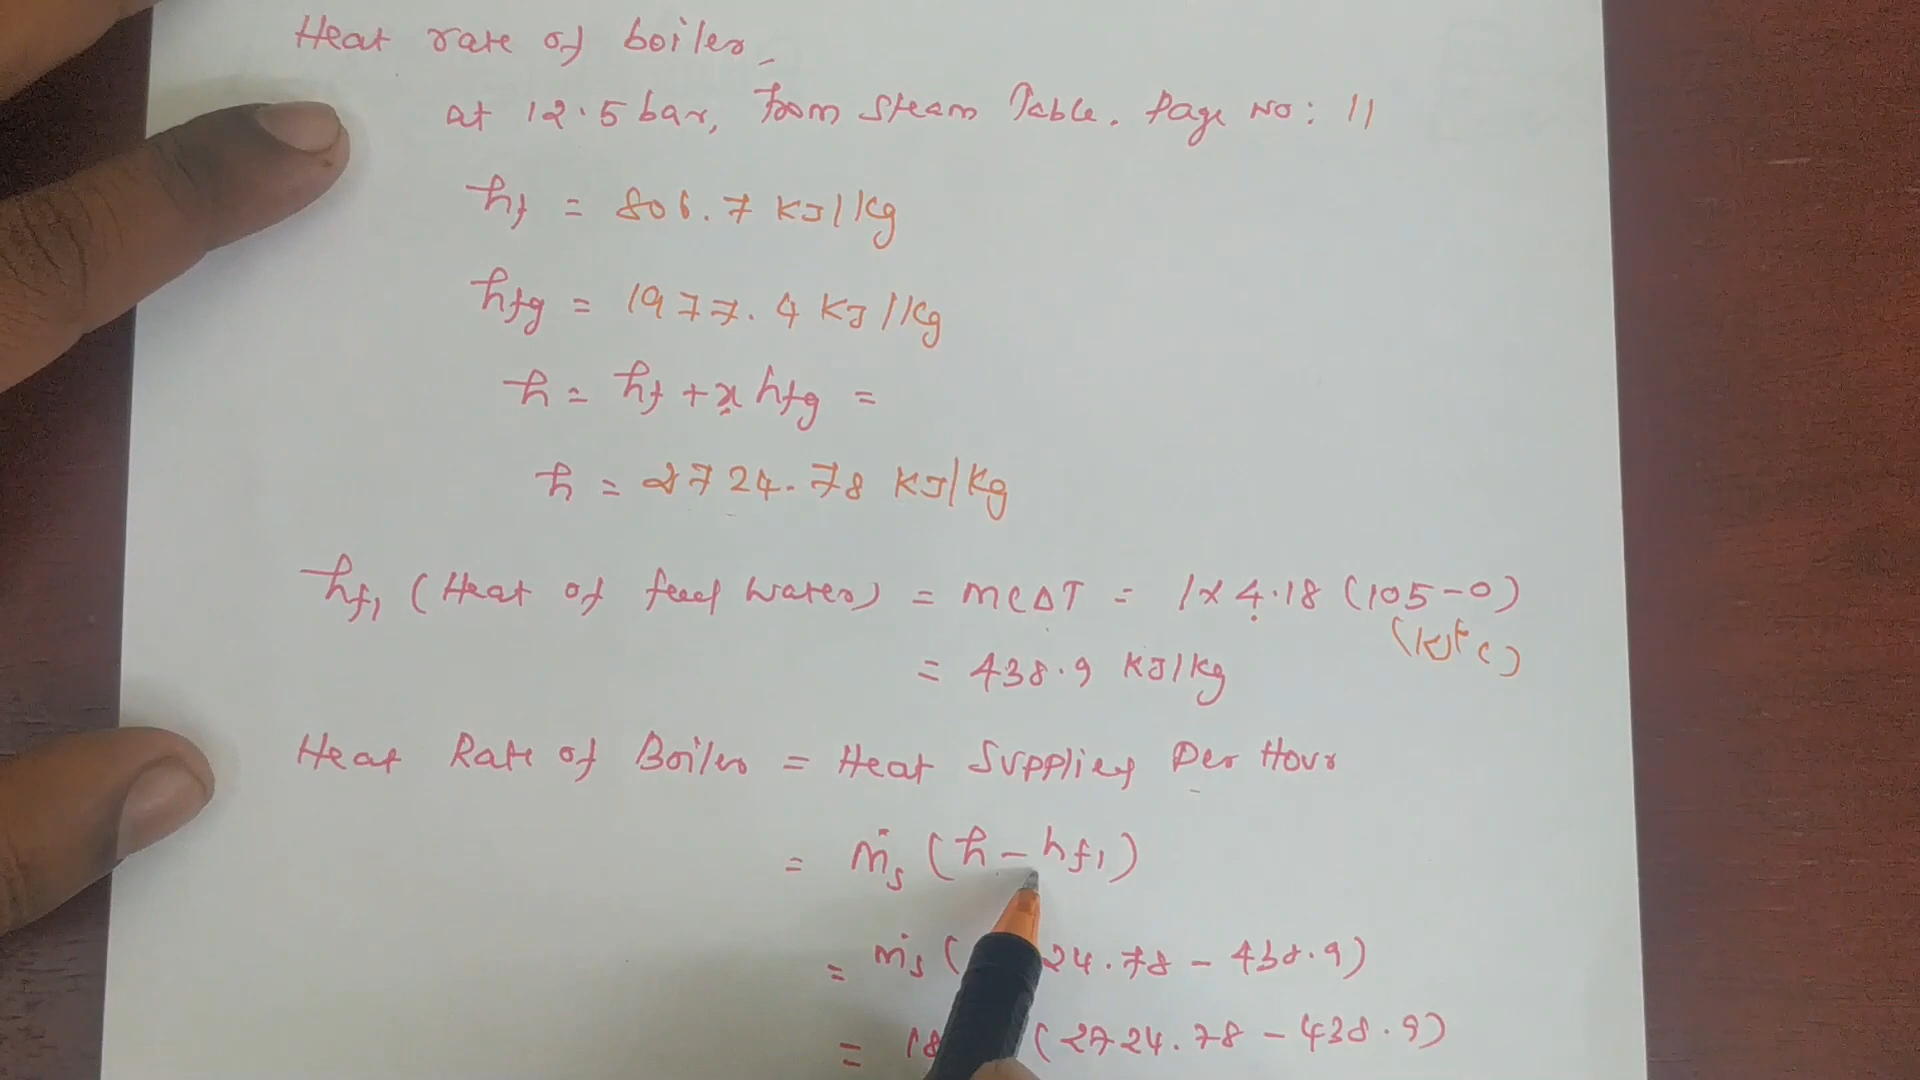 Heat rate of boiler,
at 12.5 bar, From Steam Table. Page No: 11
hf = 806.7 KJ/kg
hfg = 1977.4 KJ/kg
h = hf + x hfg =
h = 2724.78 KJ/kg
hf1 (Heat of feed water) = mCΔT = 1 x 4.18 (105-0)
= 438.9 KJ/kg
Heat Rate of Boiler = Heat Supplied Per Hour
= ṁs (h - hf1)
= ṁs ( 24.78 - 438.9)
= 18 (2724.78 - 438.9)